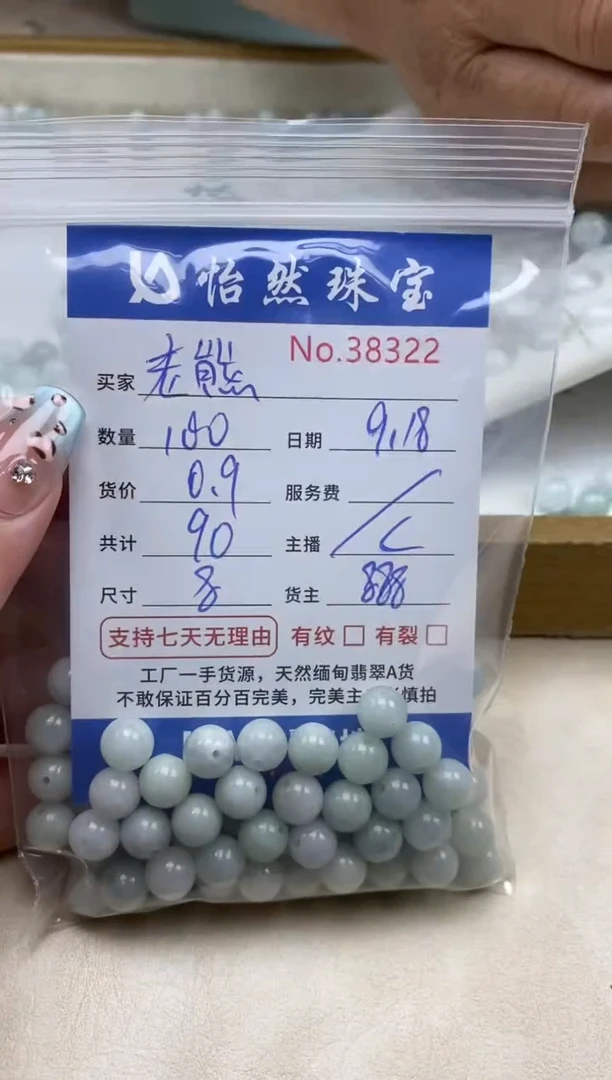 怡然珠宝
No.38322
买家 老熊
数量 100 日期 9.18
货价 0.9 服务费
共计 90 主播
尺寸 8 货主 888
支持七天无理由 有纹 □ 有裂 □
工厂一手货源，天然缅甸翡翠A货
不敢保证百分百完美，完美主 慎拍